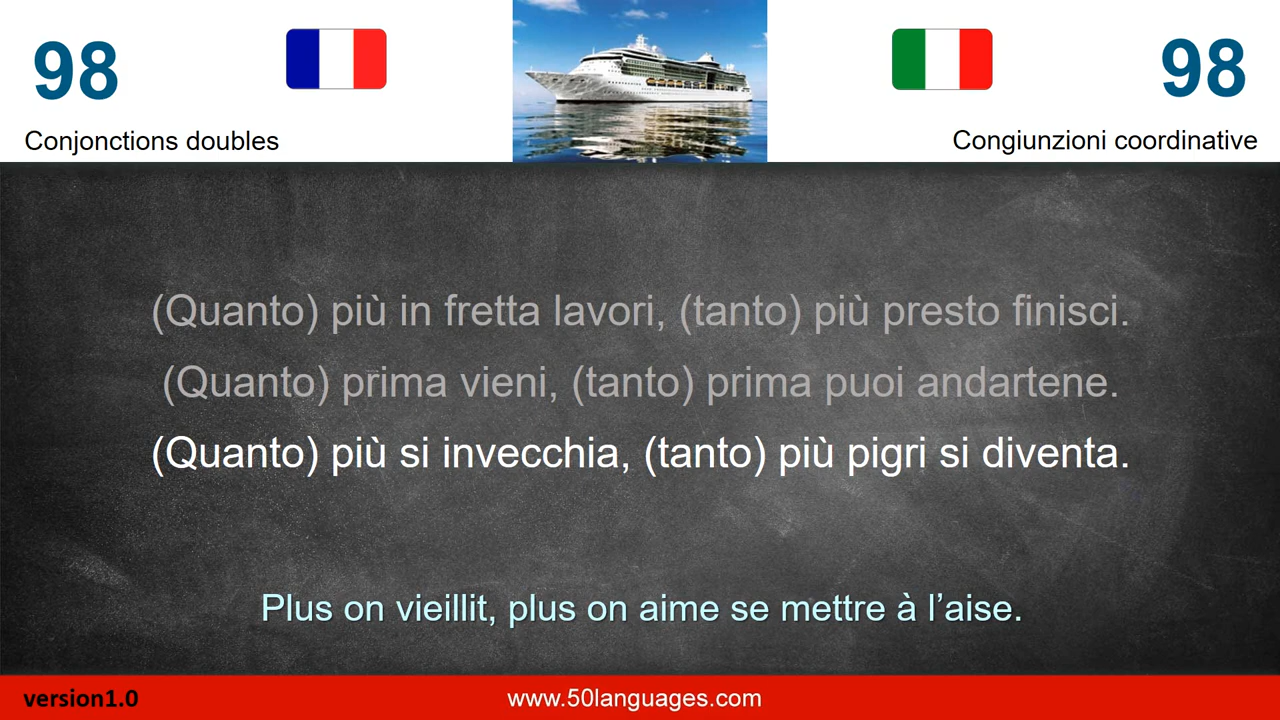 98
98
Conjonctions doubles
Congiunzioni coordinative
(Quanto) più in fretta lavori, (tanto) più presto finisci.
(Quanto) prima vieni, (tanto) prima puoi andartene.
(Quanto) più si invecchia, (tanto) più pigri si diventa.
Plus on vieillit, plus on aime se mettre à l’aise.
version1.0
www.50languages.com